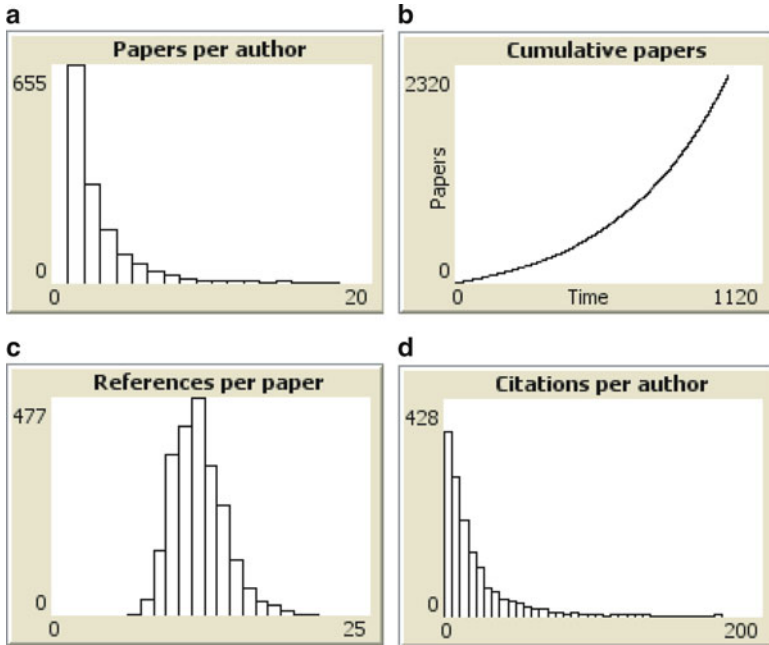 a
Papers per author
655
0
0 20
b
Cumulative papers
2320
Papers
0
0 Time 1120
c
References per paper
477
0
0 25
d
Citations per author
428
0
0 200